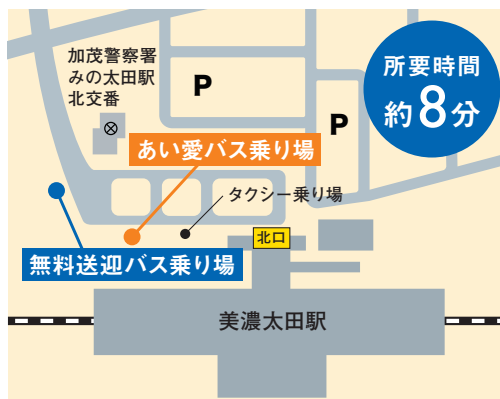 加茂警察署
みの太田駅
北交番
P
P
所要時間
約8分
あい愛バス乗り場
タクシー乗り場
北口
無料送迎バス乗り場
美濃太田駅